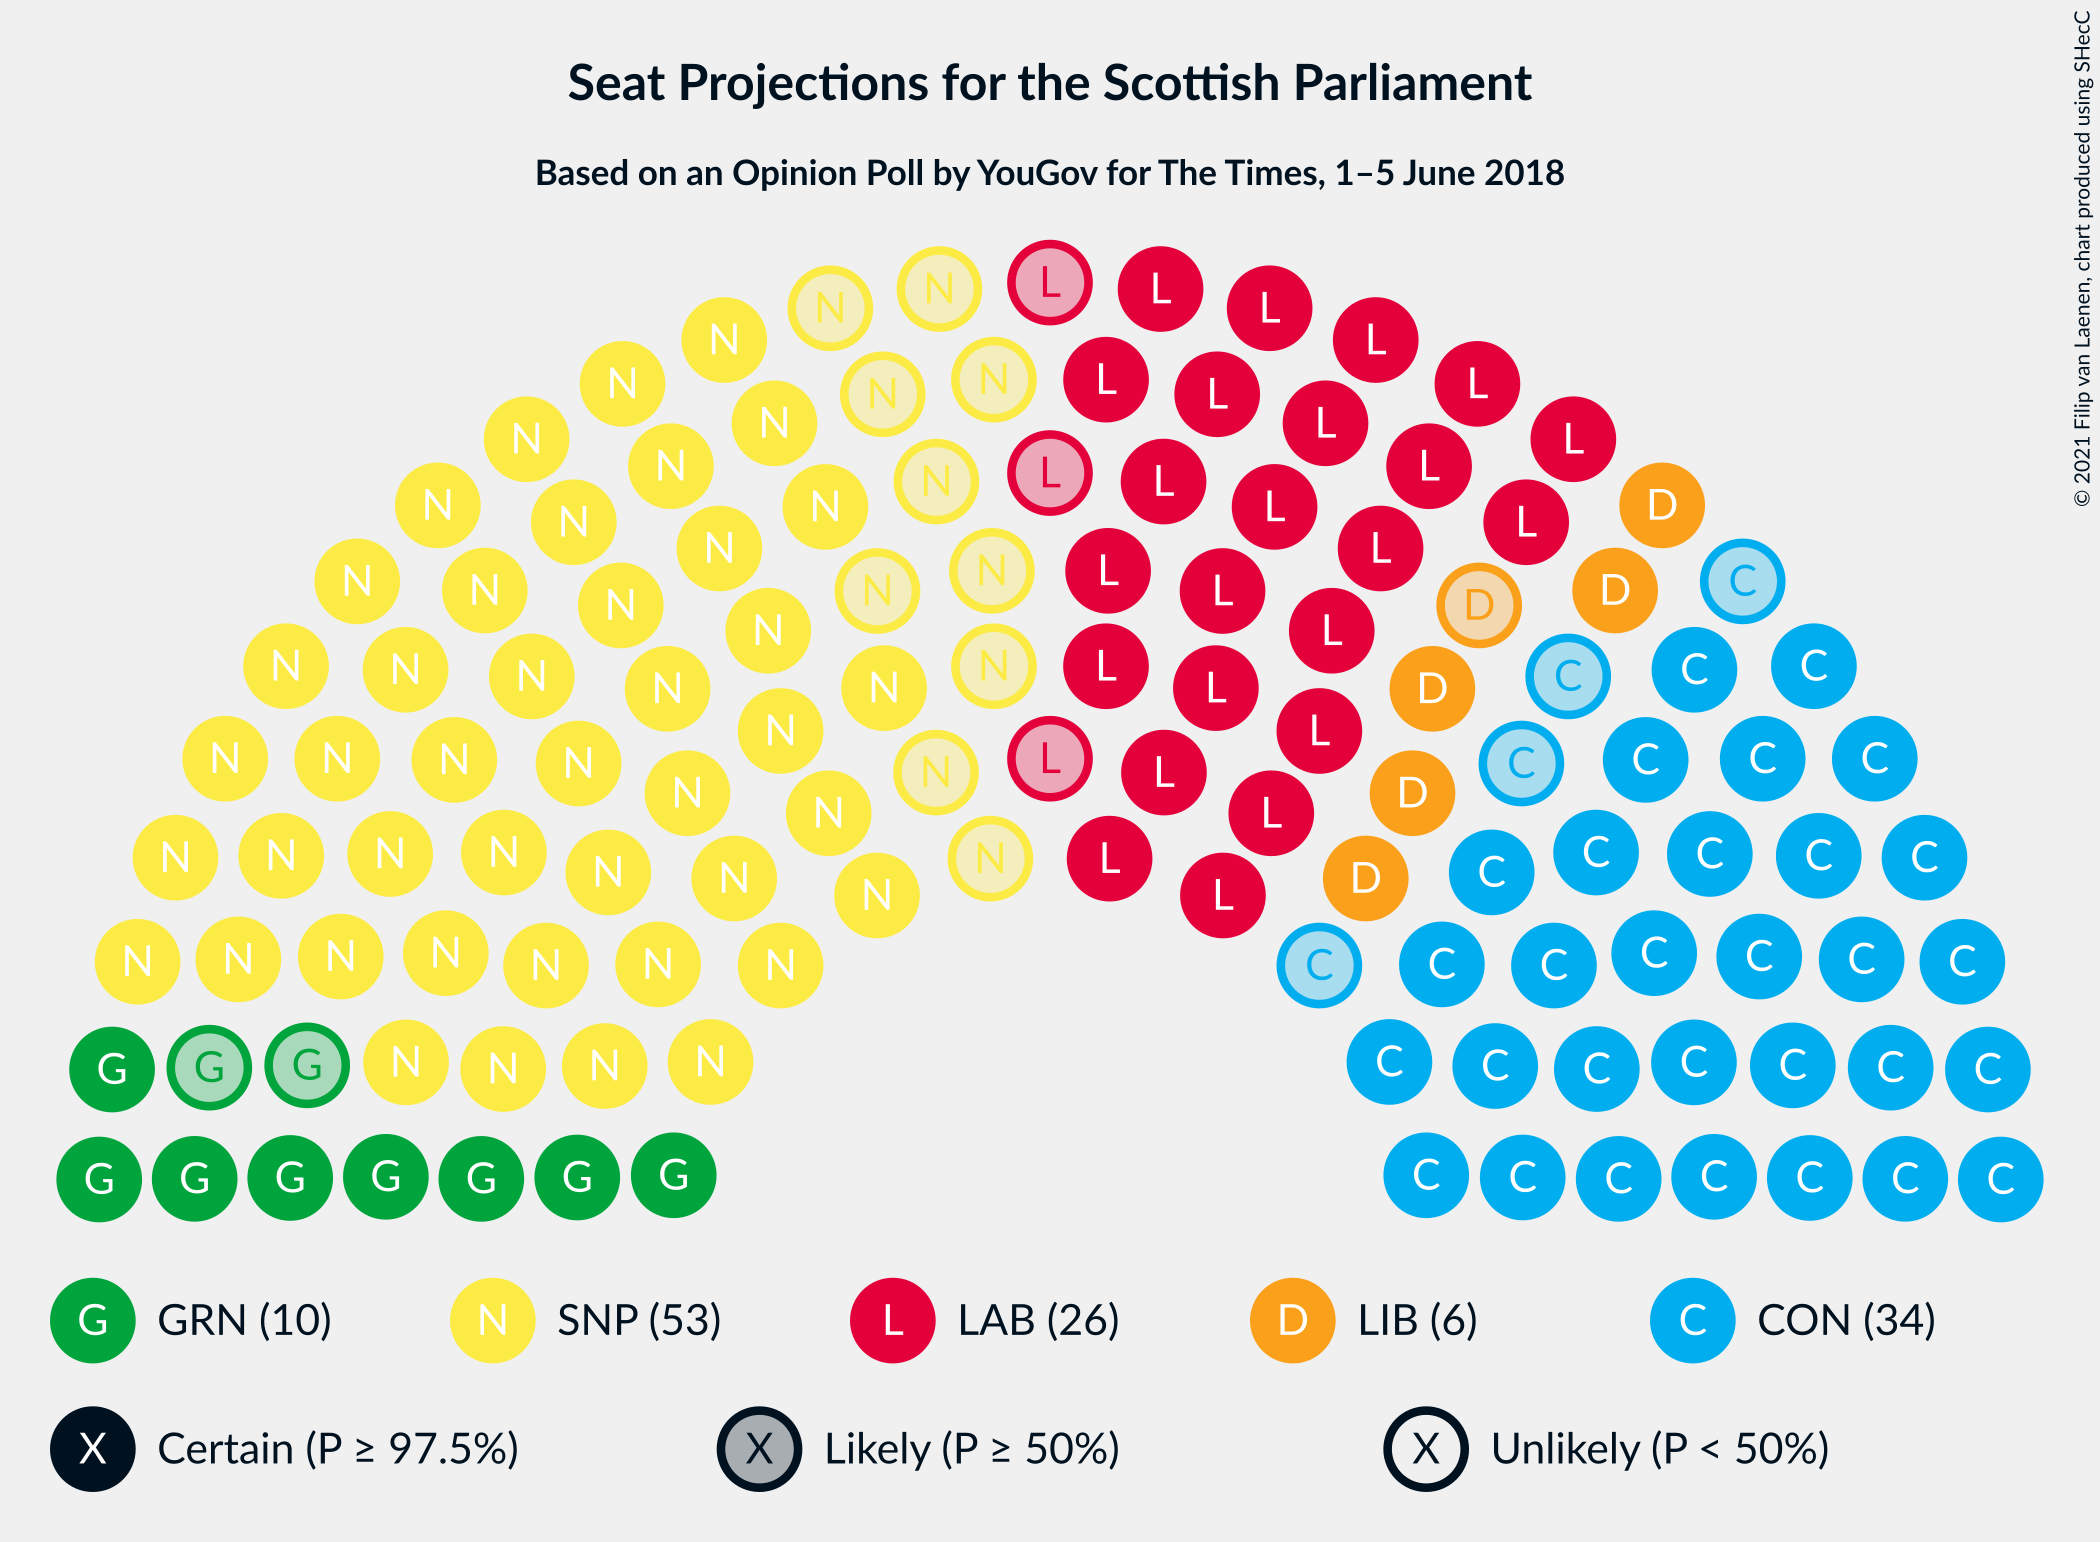 Seat Projections for the Scottish Parliament
Based on an Opinion Poll by YouGov for The Times, 1–5 June 2018
© 2021 Filip van Laenen, chart produced using SHecC
N N L L L
N L
N N N L L
N L L L
N N N L L L
N N L L L D
N N N N N L L L D C
N N N N L L D
N N N N N L L D C C C
N N N L L C
N N N N N N L L L D C C C C
N N N N N N N L L D C C C C C
N N N N N N N C C C C C C C
G G G N N N N C C C C C C C
G G G G G G G C C C C C C C
G GRN (10) N SNP (53) L LAB (26) D LIB (6) C CON (34)
X Certain (P ≥ 97.5%) X Likely (P ≥ 50%) X Unlikely (P < 50%)